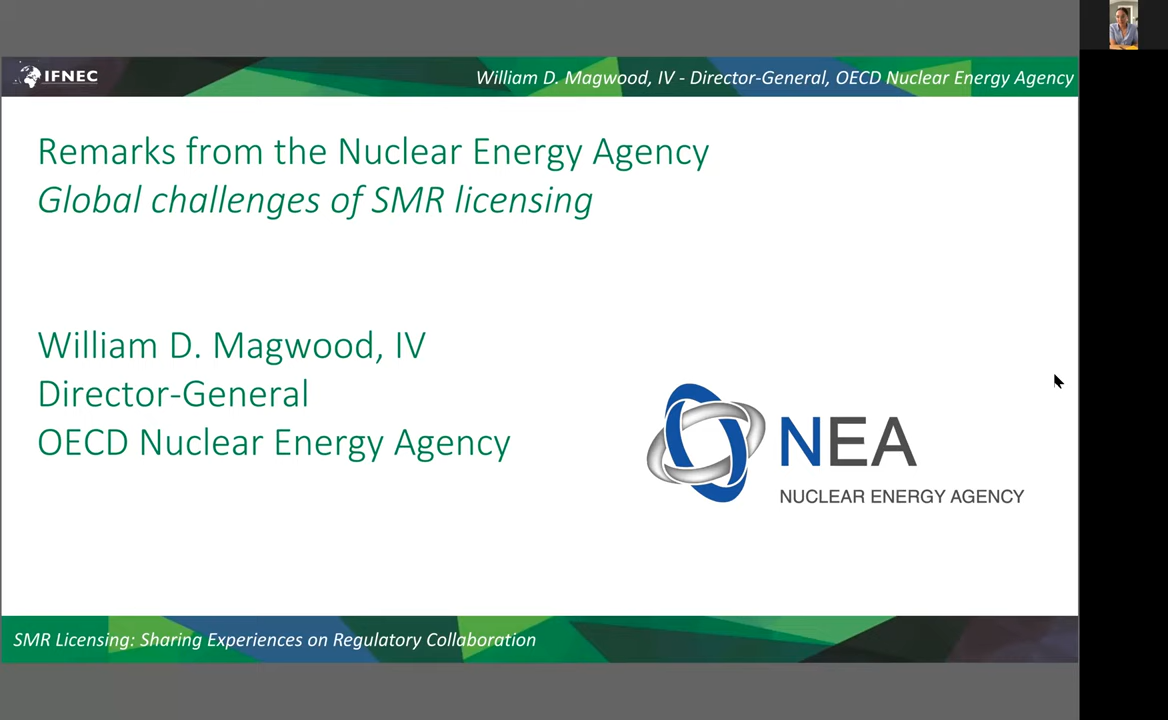 IFNEC
William D. Magwood, IV - Director-General, OECD Nuclear Energy Agency
Remarks from the Nuclear Energy Agency
Global challenges of SMR licensing
William D. Magwood, IV
Director-General
OECD Nuclear Energy Agency
NEA
NUCLEAR ENERGY AGENCY
SMR Licensing: Sharing Experiences on Regulatory Collaboration